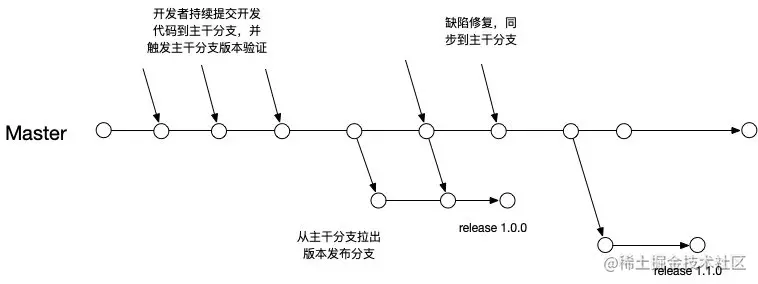 开发者持续提交开发
代码到主干分支，并
触发主干分支版本验证
缺陷修复，同
步到主干分支
Master
从主干分支拉出
版本发布分支
release 1.0.0
@稀土掘金技术社区
release 1.1.0